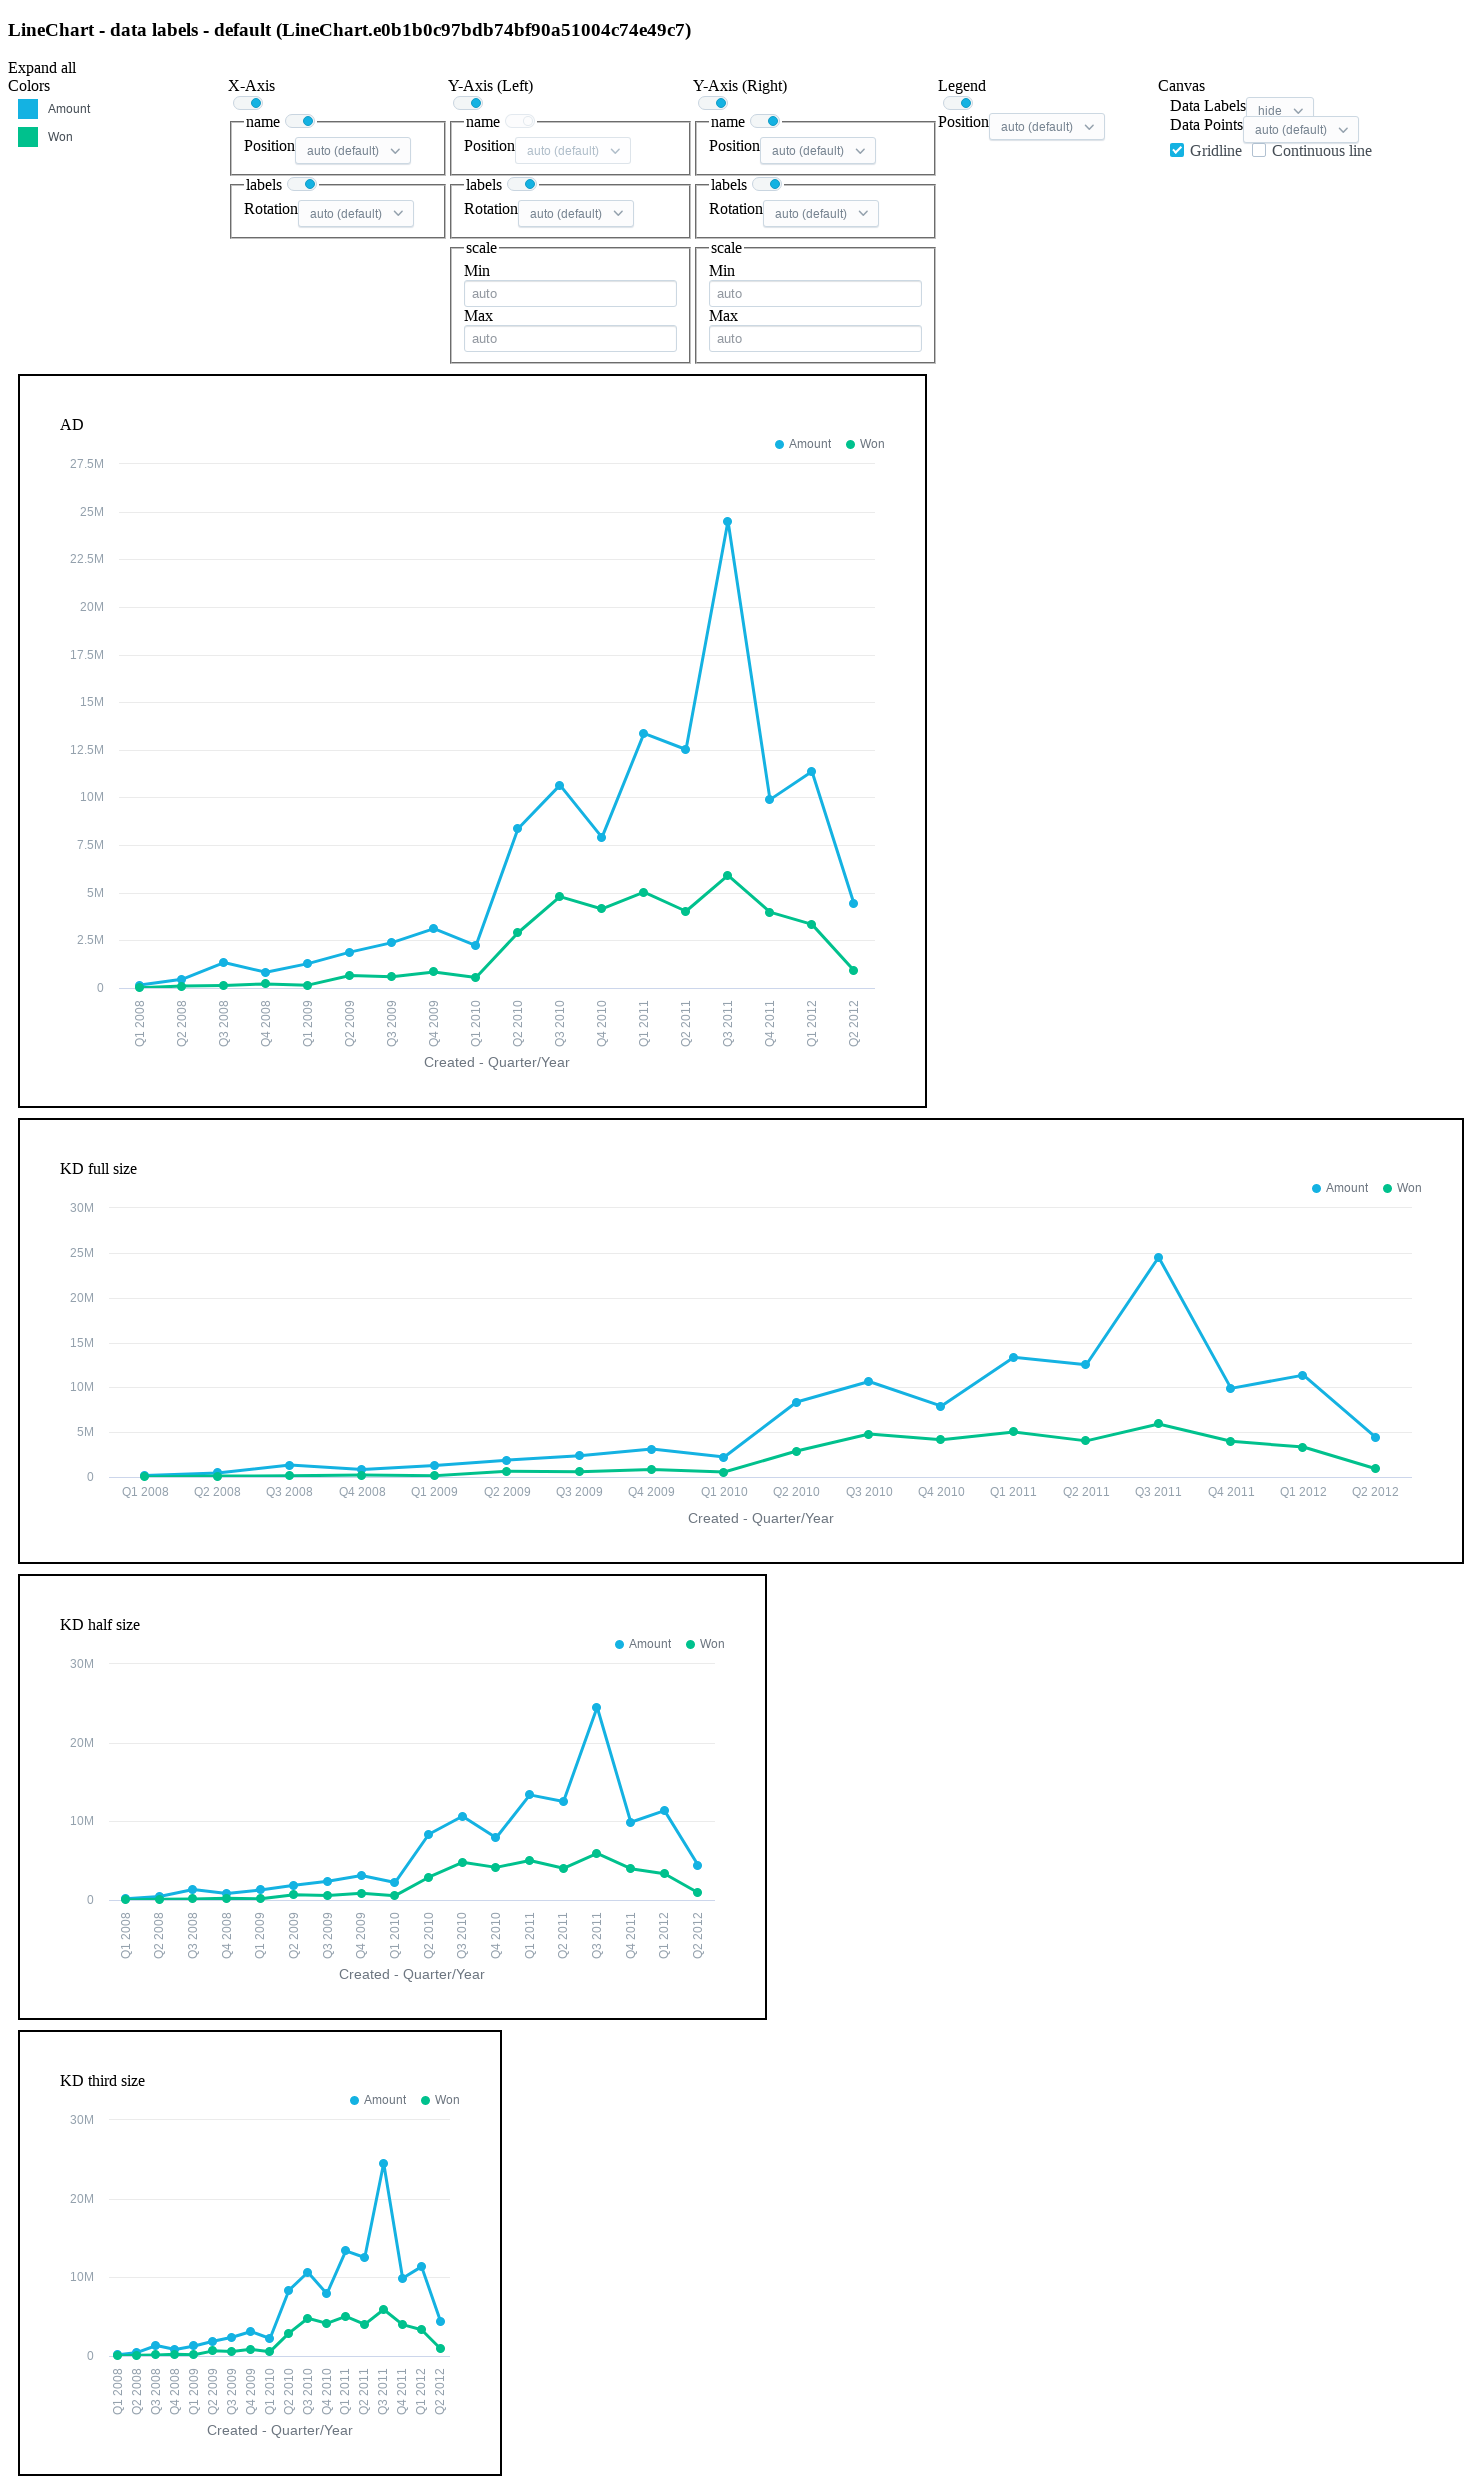 LineChart - data labels - default (LineChart.e0b1b0c97bdb74bf90a51004c74e49c7)
Expand all
Colors
Amount
Won
X-Axis
name
Position auto (default)
labels
Rotation auto (default)
Y-Axis (Left)
name
Position auto (default)
labels
Rotation auto (default)
scale
Min
auto
Max
auto
Y-Axis (Right)
name
Position auto (default)
labels
Rotation auto (default)
scale
Min
auto
Max
auto
Legend
Position auto (default)
Canvas
Data Labels hide
Data Points auto (default)
Gridline Continuous line
AD
Amount Won
27.5M
25M
22.5M
20M
17.5M
15M
12.5M
10M
7.5M
5M
2.5M
0
Q1 2008 Q2 2008 Q3 2008 Q4 2008 Q1 2009 Q2 2009 Q3 2009 Q4 2009 Q1 2010 Q2 2010 Q3 2010 Q4 2010 Q1 2011 Q2 2011 Q3 2011 Q4 2011 Q1 2012 Q2 2012
Created - Quarter/Year
KD full size
Amount Won
30M
25M
20M
15M
10M
5M
0
Q1 2008 Q2 2008 Q3 2008 Q4 2008 Q1 2009 Q2 2009 Q3 2009 Q4 2009 Q1 2010 Q2 2010 Q3 2010 Q4 2010 Q1 2011 Q2 2011 Q3 2011 Q4 2011 Q1 2012 Q2 2012
Created - Quarter/Year
KD half size
Amount Won
30M
20M
10M
0
Q1 2008 Q2 2008 Q3 2008 Q4 2008 Q1 2009 Q2 2009 Q3 2009 Q4 2009 Q1 2010 Q2 2010 Q3 2010 Q4 2010 Q1 2011 Q2 2011 Q3 2011 Q4 2011 Q1 2012 Q2 2012
Created - Quarter/Year
KD third size
Amount Won
30M
20M
10M
0
Q1 2008 Q2 2008 Q3 2008 Q4 2008 Q1 2009 Q2 2009 Q3 2009 Q4 2009 Q1 2010 Q2 2010 Q3 2010 Q4 2010 Q1 2011 Q2 2011 Q3 2011 Q4 2011 Q1 2012 Q2 2012
Created - Quarter/Year